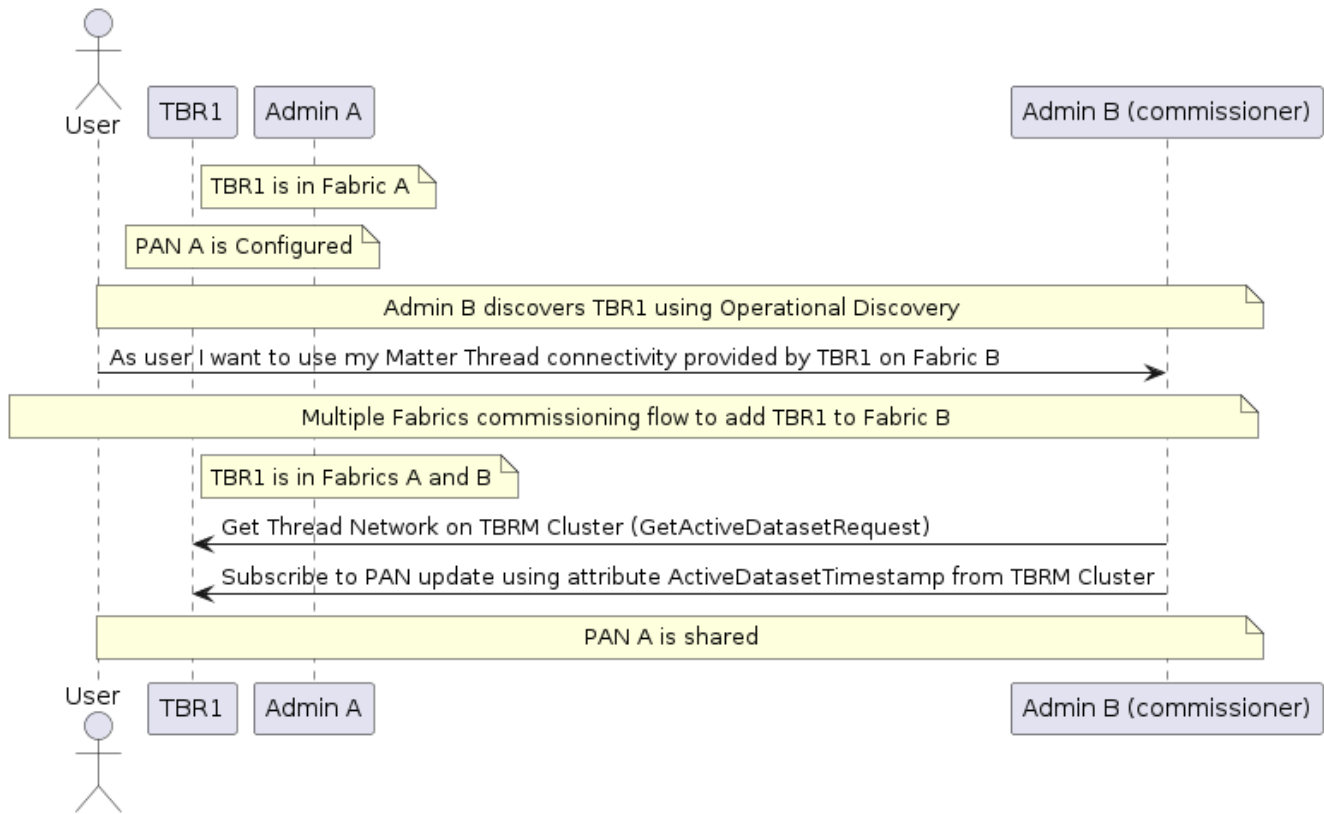 User
TBR1
Admin A
Admin B (commissioner)
TBR1 is in Fabric A
PAN A is Configured
Admin B discovers TBR1 using Operational Discovery
As user I want to use my Matter Thread connectivity provided by TBR1 on Fabric B
Multiple Fabrics commissioning flow to add TBR1 to Fabric B
TBR1 is in Fabrics A and B
Get Thread Network on TBRM Cluster (GetActiveDatasetRequest)
Subscribe to PAN update using attribute ActiveDatasetTimestamp from TBRM Cluster
PAN A is shared
User
TBR1
Admin A
Admin B (commissioner)